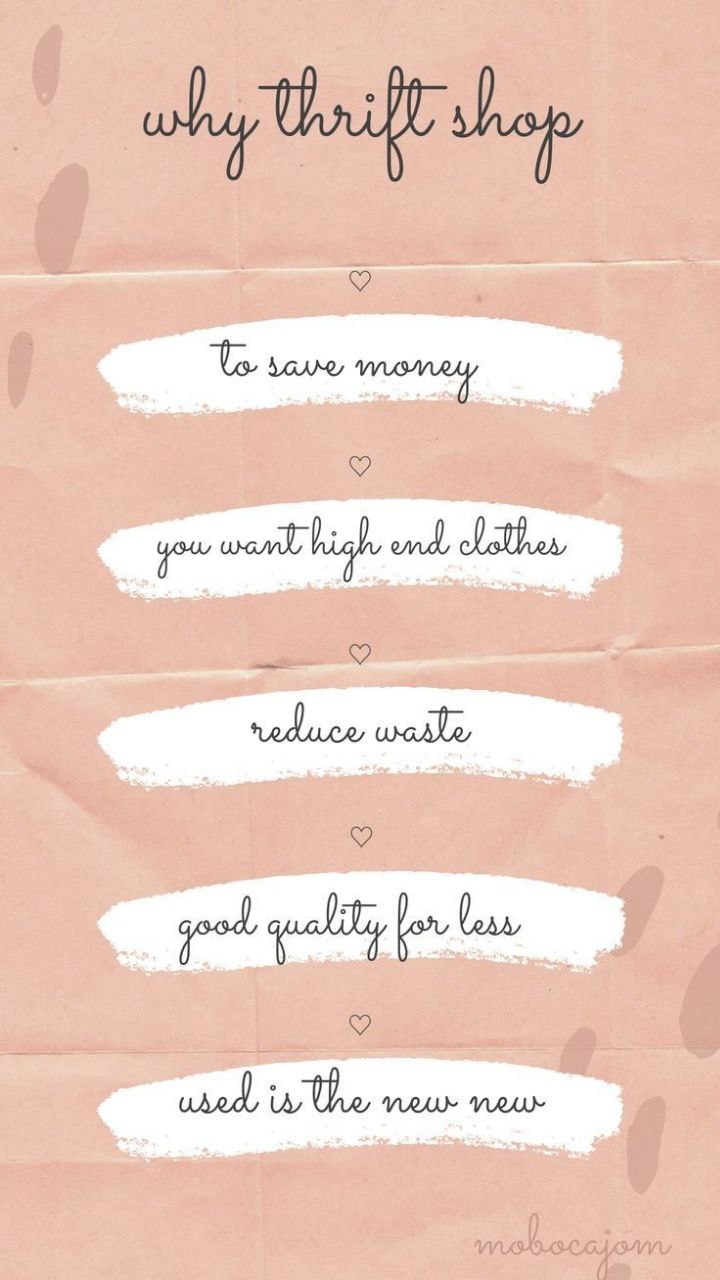 why thrift shop
to save money
you want high end clothes
reduce waste
good quality for less
used is the new new
mobocajom